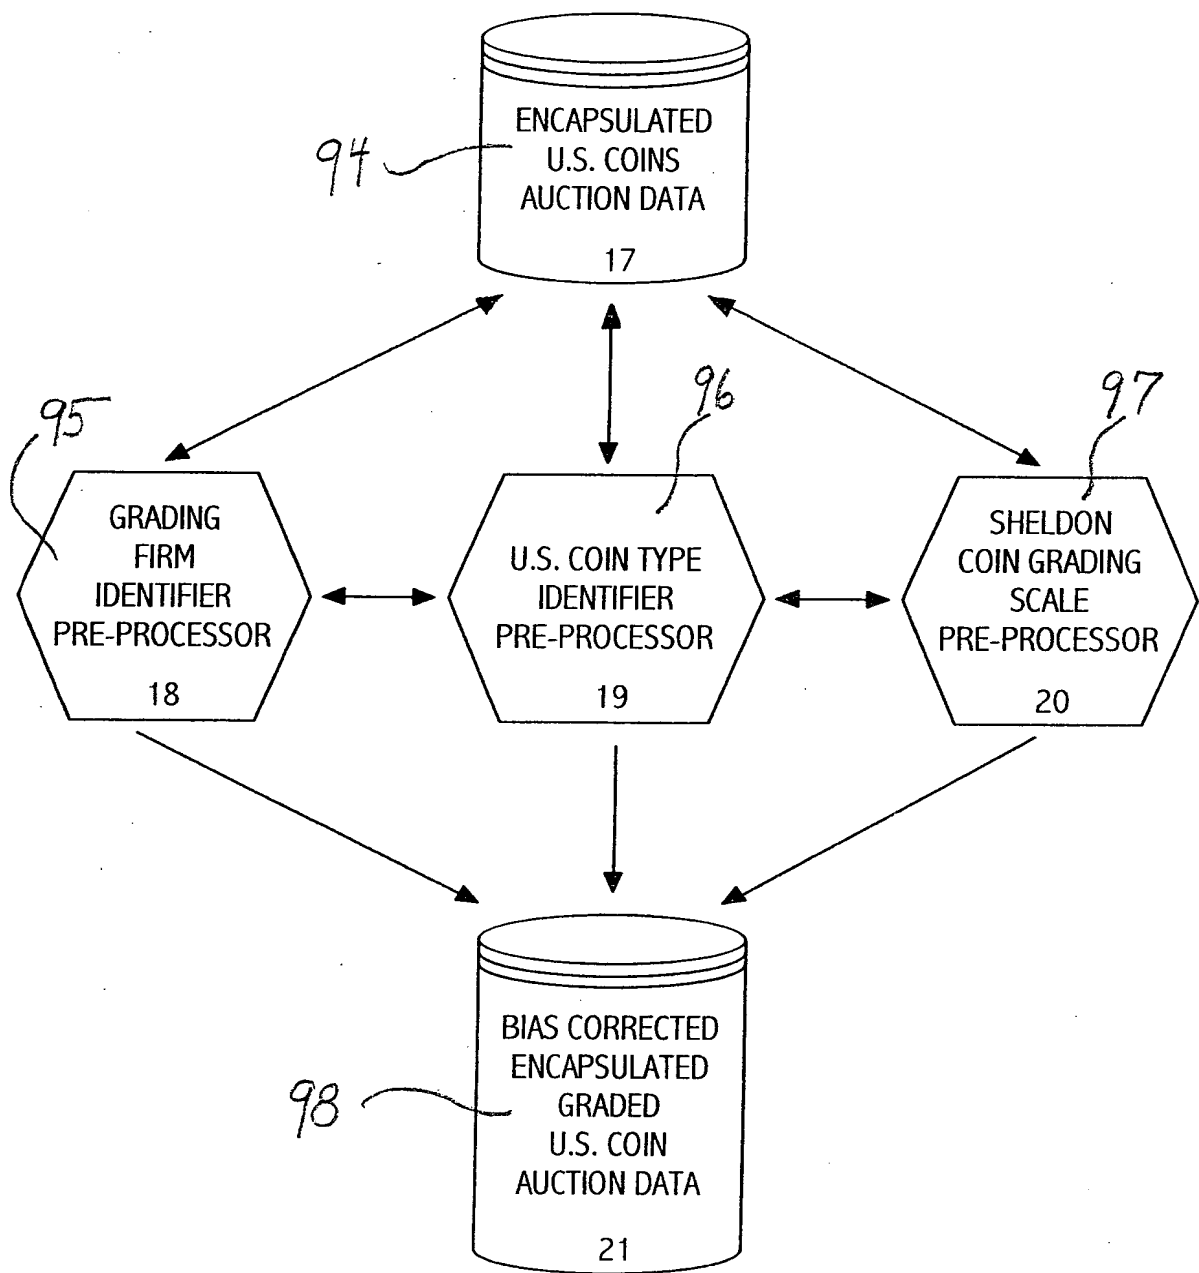 ENCAPSULATED
U.S. COINS
AUCTION DATA
17
94
95
96
97
GRADING
FIRM
IDENTIFIER
PRE-PROCESSOR
18
U.S. COIN TYPE
IDENTIFIER
PRE-PROCESSOR
19
SHELDON
COIN GRADING
SCALE
PRE-PROCESSOR
20
BIAS CORRECTED
ENCAPSULATED
GRADED
U.S. COIN
AUCTION DATA
21
98